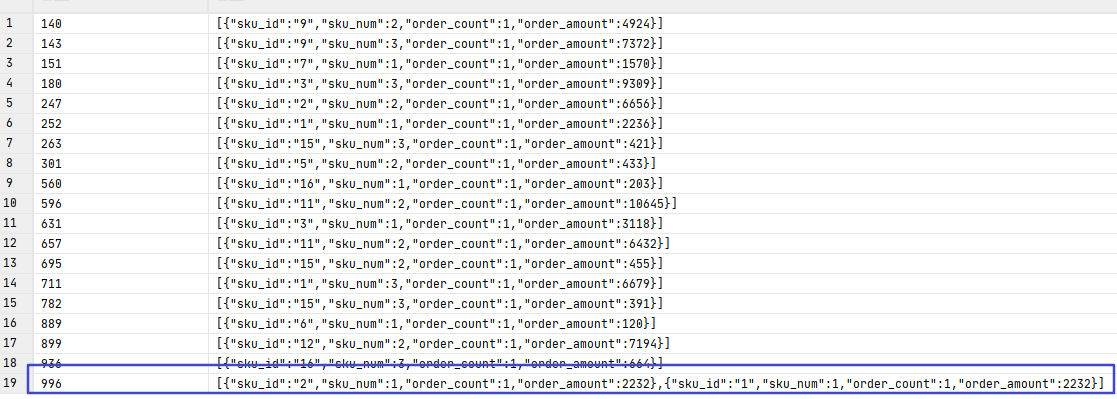 1 140 [{"sku_id":"9","sku_num":2,"order_count":1,"order_amount":4924}]
2 143 [{"sku_id":"9","sku_num":3,"order_count":1,"order_amount":7372}]
3 151 [{"sku_id":"7","sku_num":1,"order_count":1,"order_amount":1570}]
4 180 [{"sku_id":"3","sku_num":3,"order_count":1,"order_amount":9309}]
5 247 [{"sku_id":"2","sku_num":2,"order_count":1,"order_amount":6656}]
6 252 [{"sku_id":"1","sku_num":1,"order_count":1,"order_amount":2236}]
7 263 [{"sku_id":"15","sku_num":3,"order_count":1,"order_amount":421}]
8 301 [{"sku_id":"5","sku_num":2,"order_count":1,"order_amount":433}]
9 560 [{"sku_id":"16","sku_num":1,"order_count":1,"order_amount":203}]
10 596 [{"sku_id":"11","sku_num":2,"order_count":1,"order_amount":10645}]
11 631 [{"sku_id":"3","sku_num":1,"order_count":1,"order_amount":3118}]
12 657 [{"sku_id":"11","sku_num":2,"order_count":1,"order_amount":6432}]
13 695 [{"sku_id":"15","sku_num":2,"order_count":1,"order_amount":455}]
14 711 [{"sku_id":"1","sku_num":3,"order_count":1,"order_amount":6679}]
15 782 [{"sku_id":"15","sku_num":3,"order_count":1,"order_amount":391}]
16 889 [{"sku_id":"6","sku_num":1,"order_count":1,"order_amount":120}]
17 899 [{"sku_id":"12","sku_num":2,"order_count":1,"order_amount":7194}]
18 936 [{"sku_id":"16","sku_num":3,"order_count":1,"order_amount":664}]
19 996 [{"sku_id":"2","sku_num":1,"order_count":1,"order_amount":2232},{"sku_id":"1","sku_num":1,"order_count":1,"order_amount":2232}]